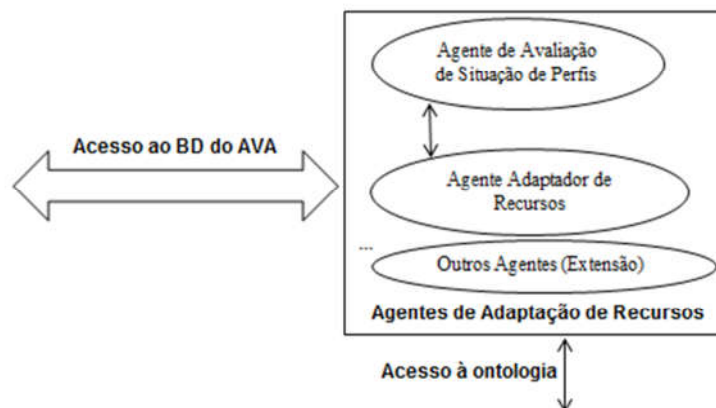 Agente de Avaliação
de Situação de Perfis
Acesso ao BD do AVA
Agente Adaptador de
Recursos
...
Outros Agentes (Extensão)
Agentes de Adaptação de Recursos
Acesso à ontologia